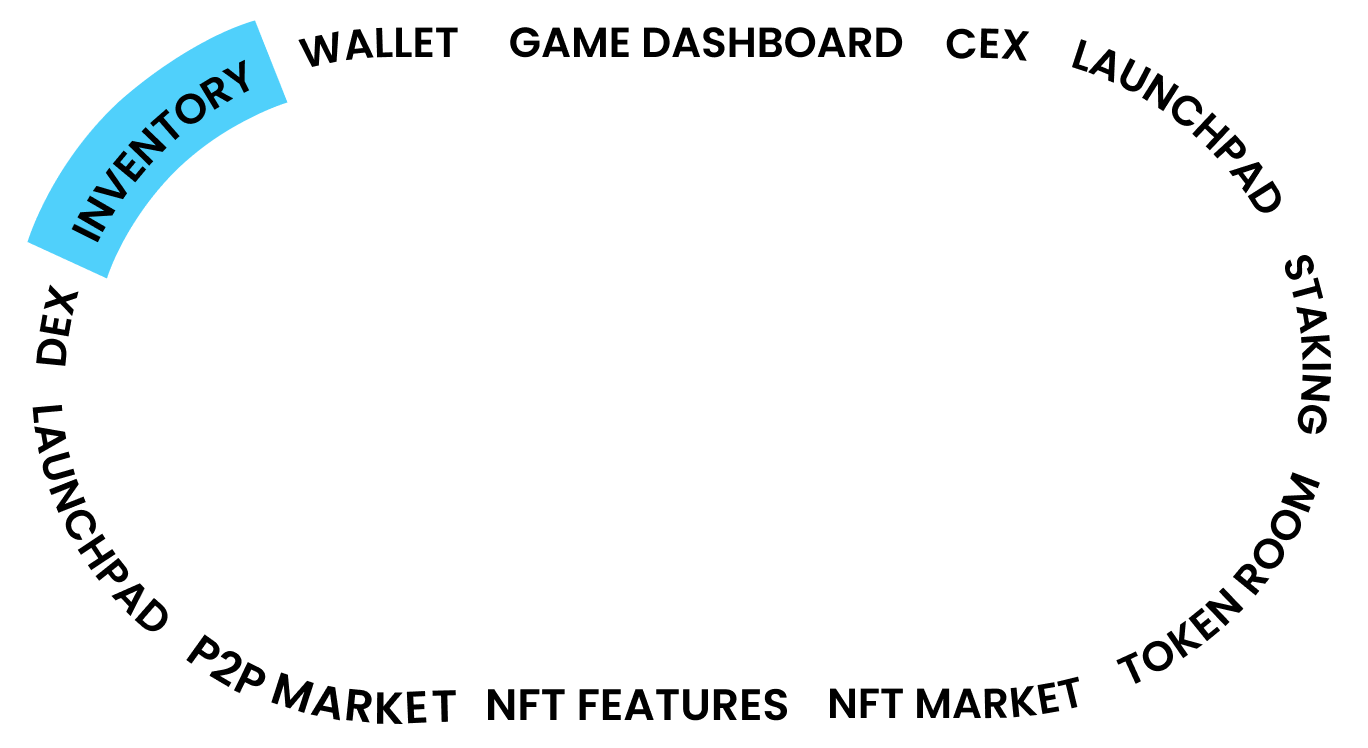 INVENTORY
WALLET
GAME DASHBOARD
CEX
LAUNCHPAD
STAKING
TOKEN ROOM
NFT MARKET
NFT FEATURES
P2P MARKET
LAUNCHPAD
DEX